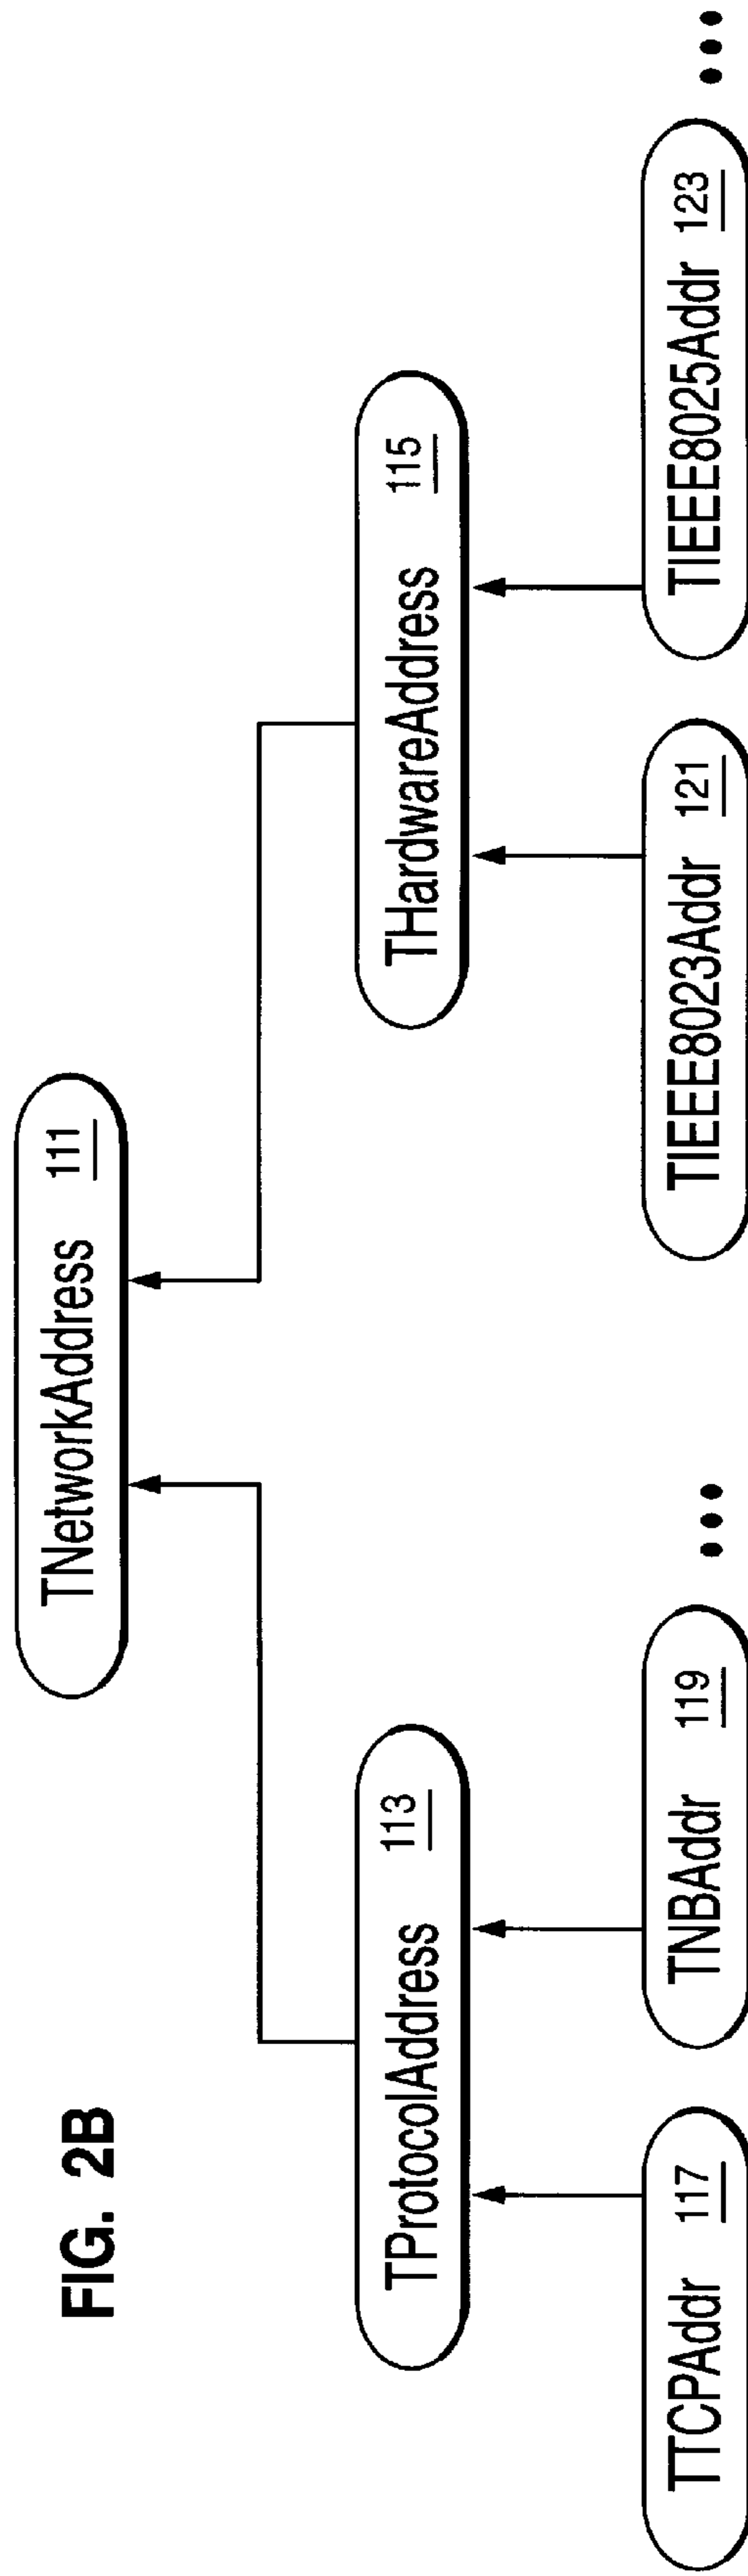 FIG. 2B
TNetworkAddress 111
TProtocolAddress 113
THardwareAddress 115
TTCPAddr 117
TNBAddr 119
•••
TIEEE8023Addr 121
TIEEE8025Addr 123
•••